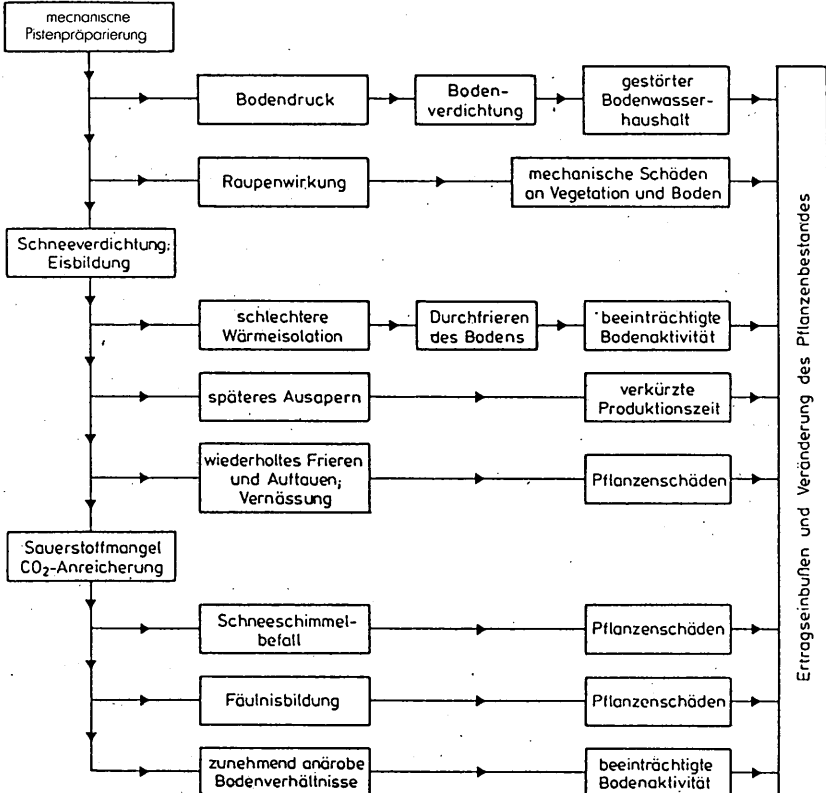 mechanische
Pistenpräparierung
Bodendruck
Boden-
verdichtung
gestörter
Bodenwasser-
haushalt
Raupenwirkung
mechanische Schäden
an Vegetation und Boden
Schneeverdichtung;
Eisbildung
schlechtere
Wärmeisolation
Durchfrieren
des Bodens
beeinträchtigte
Bodenaktivität
späteres Ausapern
verkürzte
Produktionszeit
wiederholtes Frieren
und Auftauen;
Vernässung
Pflanzenschäden
Sauerstoffmangel
CO₂-Anreicherung
Schneeschimmel-
befall
Pflanzenschäden
Fäulnisbildung
Pflanzenschäden
zunehmend anärobe
Bodenverhältnisse
beeinträchtigte
Bodenaktivität
Ertragseinbußen und Veränderung des Pflanzenbestandes